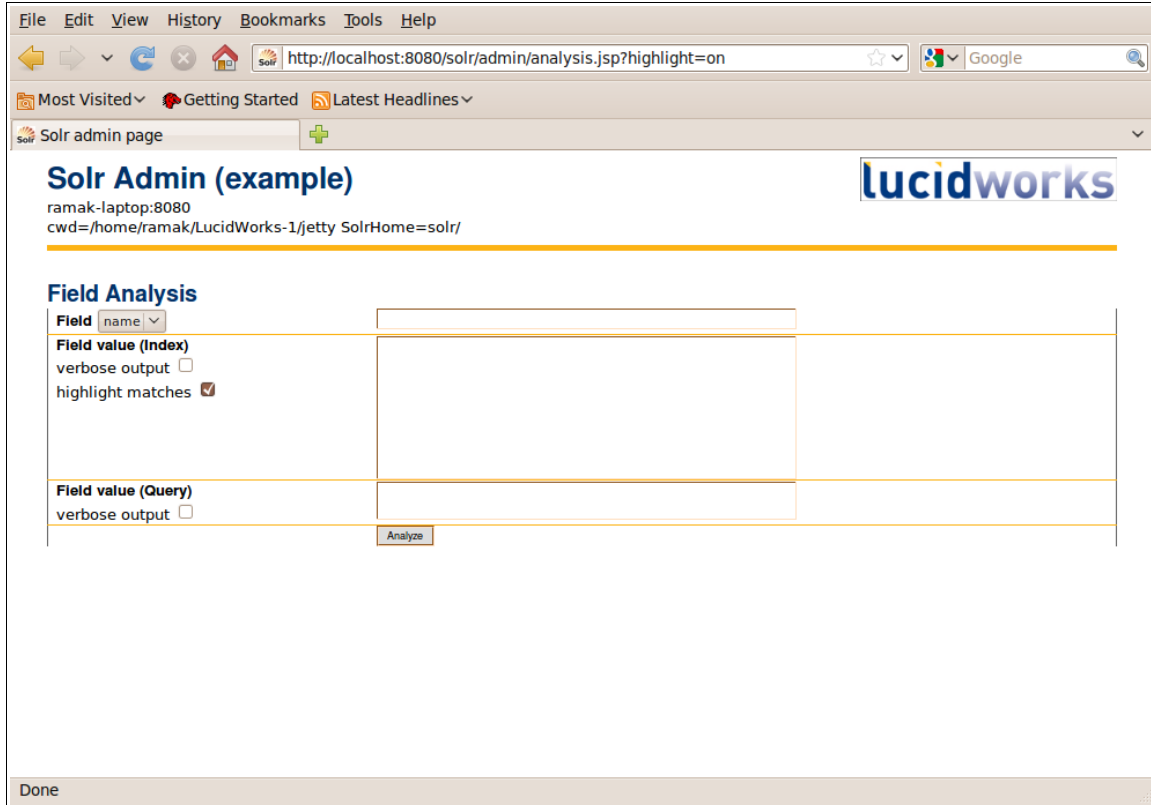 File Edit View History Bookmarks Tools Help
Solr http://localhost:8080/solr/admin/analysis.jsp?highlight=on Google
Most Visited Getting Started Latest Headlines
Solr Solr admin page
Solr Admin (example)
lucidworks
ramak-laptop:8080
cwd=/home/ramak/LucidWorks-1/jetty SolrHome=solr/
Field Analysis
Field name
Field value (Index)
verbose output
highlight matches
Field value (Query)
verbose output
Analyze
Done